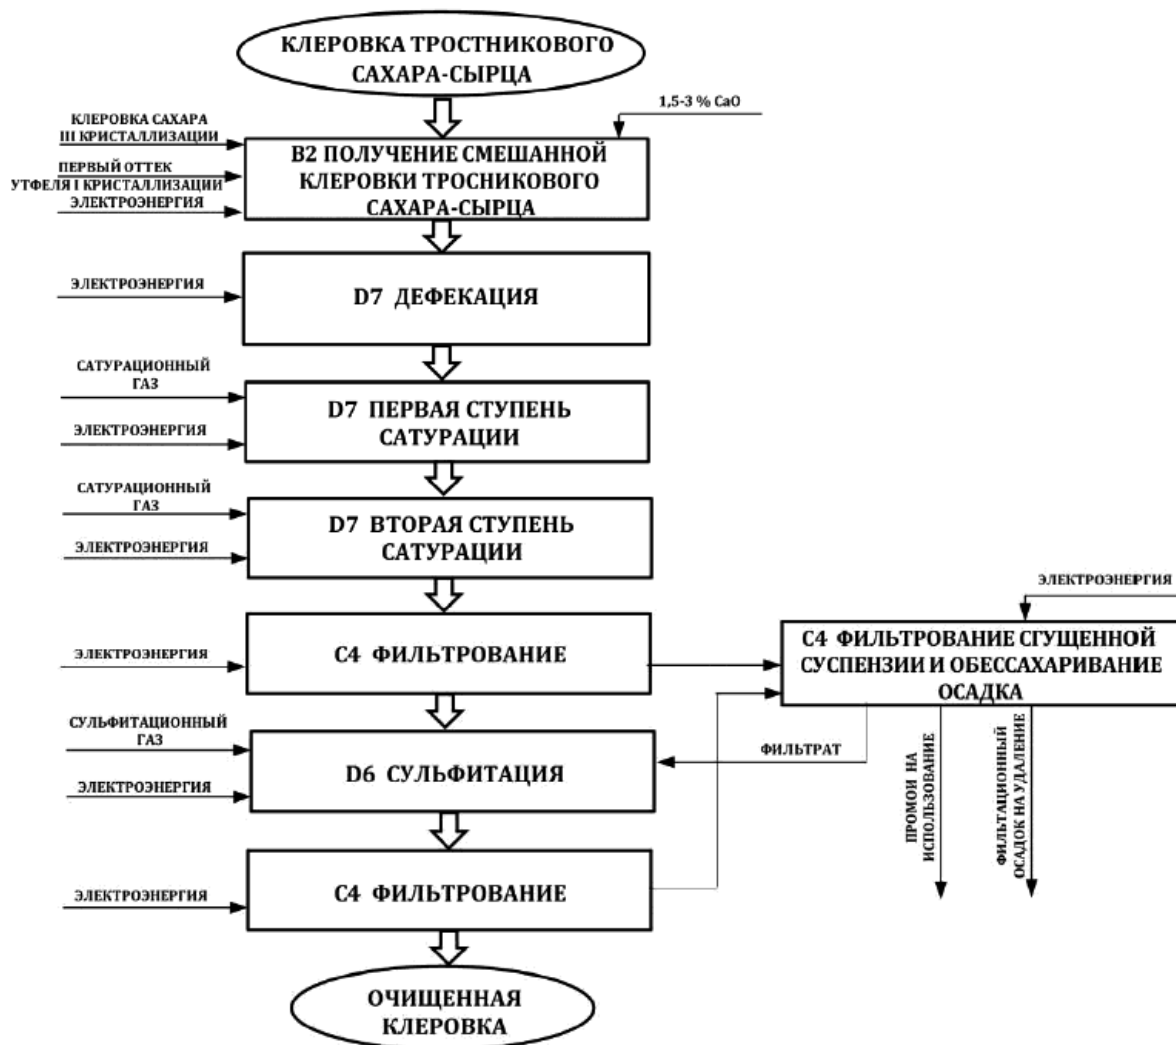 КЛЕРОВКА ТРОСТНИКОВОГО
САХАРА-СЫРЦА
1,5-3 % CaO
КЛЕРОВКА САХАРА
III КРИСТАЛЛИЗАЦИИ
ПЕРВЫЙ ОТТЕК
УТФЕЛЯ I КРИСТАЛЛИЗАЦИИ
ЭЛЕКТРОЭНЕРГИЯ
В2 ПОЛУЧЕНИЕ СМЕШАННОЙ
КЛЕРОВКИ ТРОСНИКОВОГО
САХАРА-СЫРЦА
ЭЛЕКТРОЭНЕРГИЯ
D7 ДЕФЕКАЦИЯ
САТУРАЦИОННЫЙ
ГАЗ
ЭЛЕКТРОЭНЕРГИЯ
D7 ПЕРВАЯ СТУПЕНЬ
САТУРАЦИИ
САТУРАЦИОННЫЙ
ГАЗ
ЭЛЕКТРОЭНЕРГИЯ
D7 ВТОРАЯ СТУПЕНЬ
САТУРАЦИИ
ЭЛЕКТРОЭНЕРГИЯ
С4 ФИЛЬТРОВАНИЕ
ЭЛЕКТРОЭНЕРГИЯ
С4 ФИЛЬТРОВАНИЕ СГУЩЕННОЙ
СУСПЕНЗИИ И ОБЕССАХАРИВАНИЕ
ОСАДКА
СУЛЬФИТАЦИОННЫЙ
ГАЗ
ЭЛЕКТРОЭНЕРГИЯ
D6 СУЛЬФИТАЦИЯ
ФИЛЬТРАТ
ПРОМОИ НА
ИСПОЛЬЗОВАНИЕ
ФИЛЬТАЦИОННЫЙ
ОСАДОК НА УДАЛЕНИЕ
ЭЛЕКТРОЭНЕРГИЯ
С4 ФИЛЬТРОВАНИЕ
ОЧИЩЕННАЯ
КЛЕРОВКА